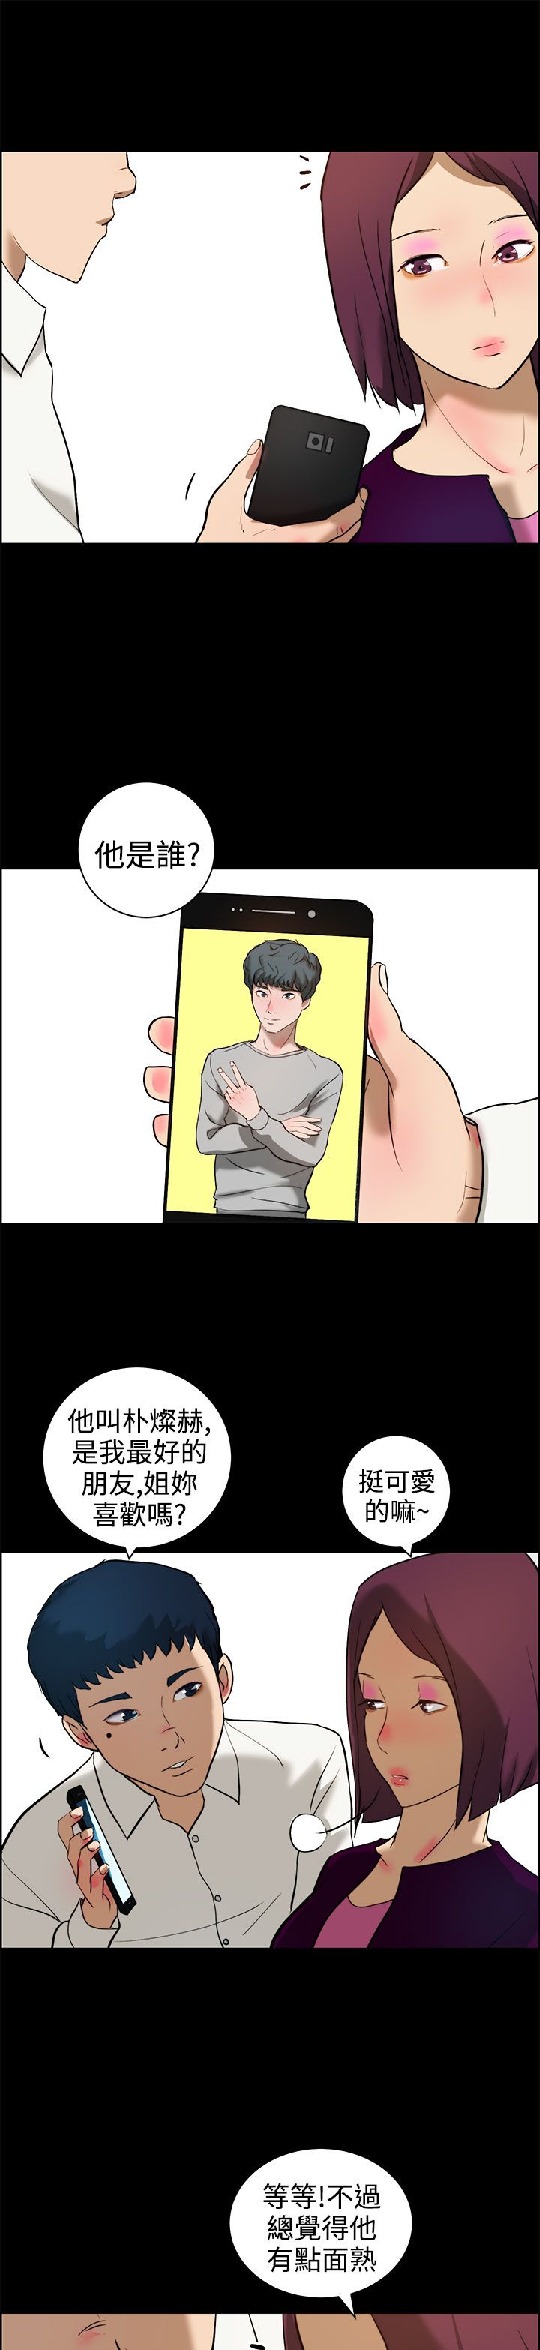 他是誰?
他叫朴燦赫,
是我最好的
朋友,姐妳
喜歡嗎?
挺可愛
的嘛~
等等!不過
總覺得他
有點面熟